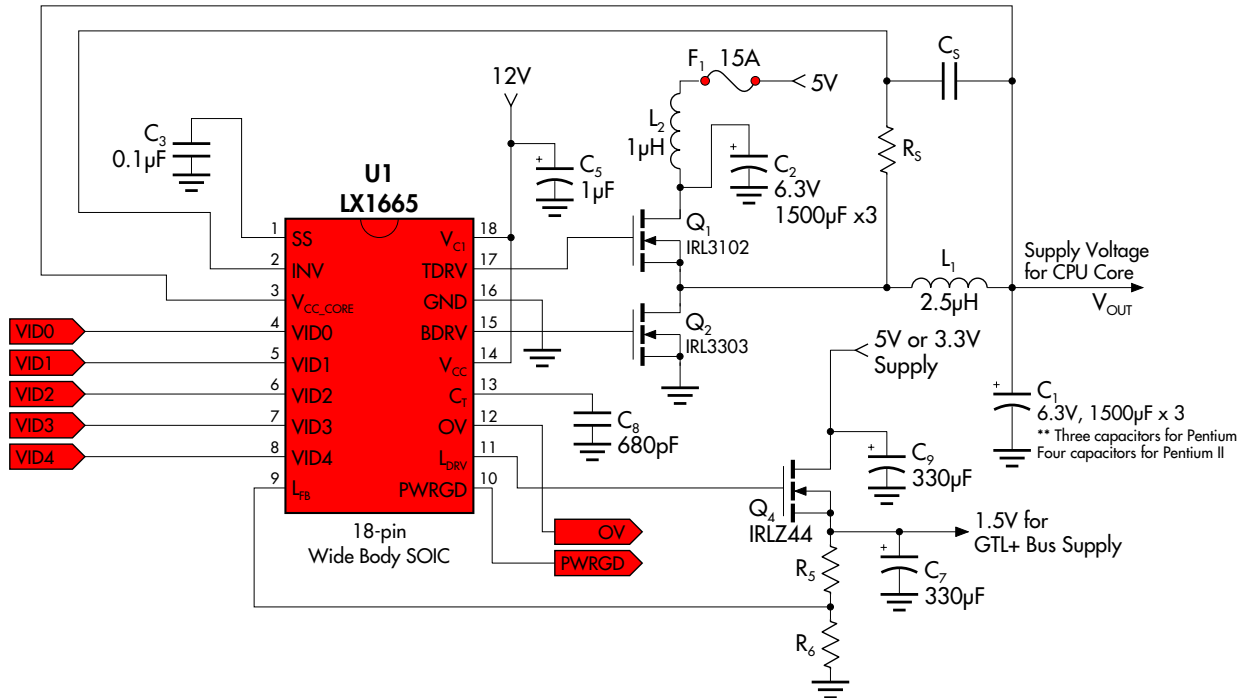 F1 15A
CS
12V
5V
L2
1µH
C3
0.1µF
RS
+
C5
1µF
+
C2
6.3V
1500µF x3
U1
LX1665
Q1
IRL3102
1 SS
VC1 18
2 INV
TDRV 17
3 VCC_CORE
GND 16
4 VID0
BDRV 15
5 VID1
VCC 14
6 VID2
CT 13
7 VID3
OV 12
8 VID4
LDRV 11
9 LFB
PWRGD 10
VID0
VID1
VID2
VID3
VID4
L1
2.5µH
Supply Voltage
for CPU Core
VOUT
Q2
IRL3303
5V or 3.3V
Supply
+
C1
6.3V, 1500µF x 3
** Three capacitors for Pentium
Four capacitors for Pentium II
C8
680pF
+
C9
330µF
Q4
IRLZ44
18-pin
Wide Body SOIC
OV
PWRGD
1.5V for
GTL+ Bus Supply
R5
+
C7
330µF
R6